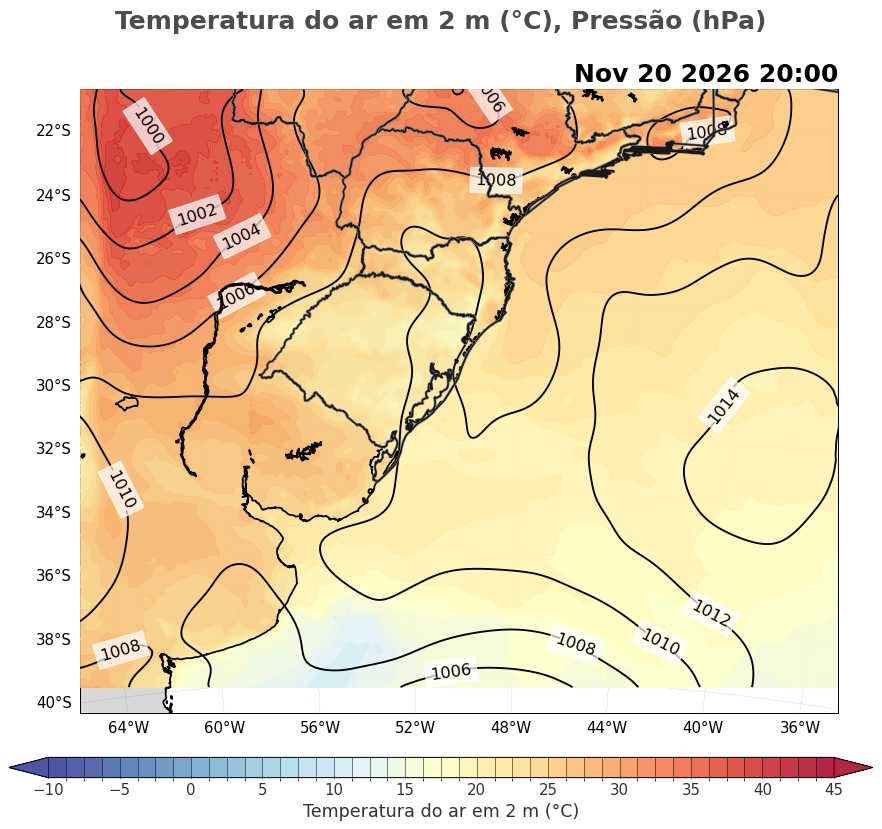 Temperatura do ar em 2 m (°C), Pressão (hPa)
Nov 20 2026 20:00
1000
1006
1008
1008
1002
1004
1006
1010
1014
1012
1010
1008
1006
1008
22°S
24°S
26°S
28°S
30°S
32°S
34°S
36°S
38°S
40°S
64°W 60°W 56°W 52°W 48°W 44°W 40°W 36°W
−10 −5 0 5 10 15 20 25 30 35 40 45
Temperatura do ar em 2 m (°C)